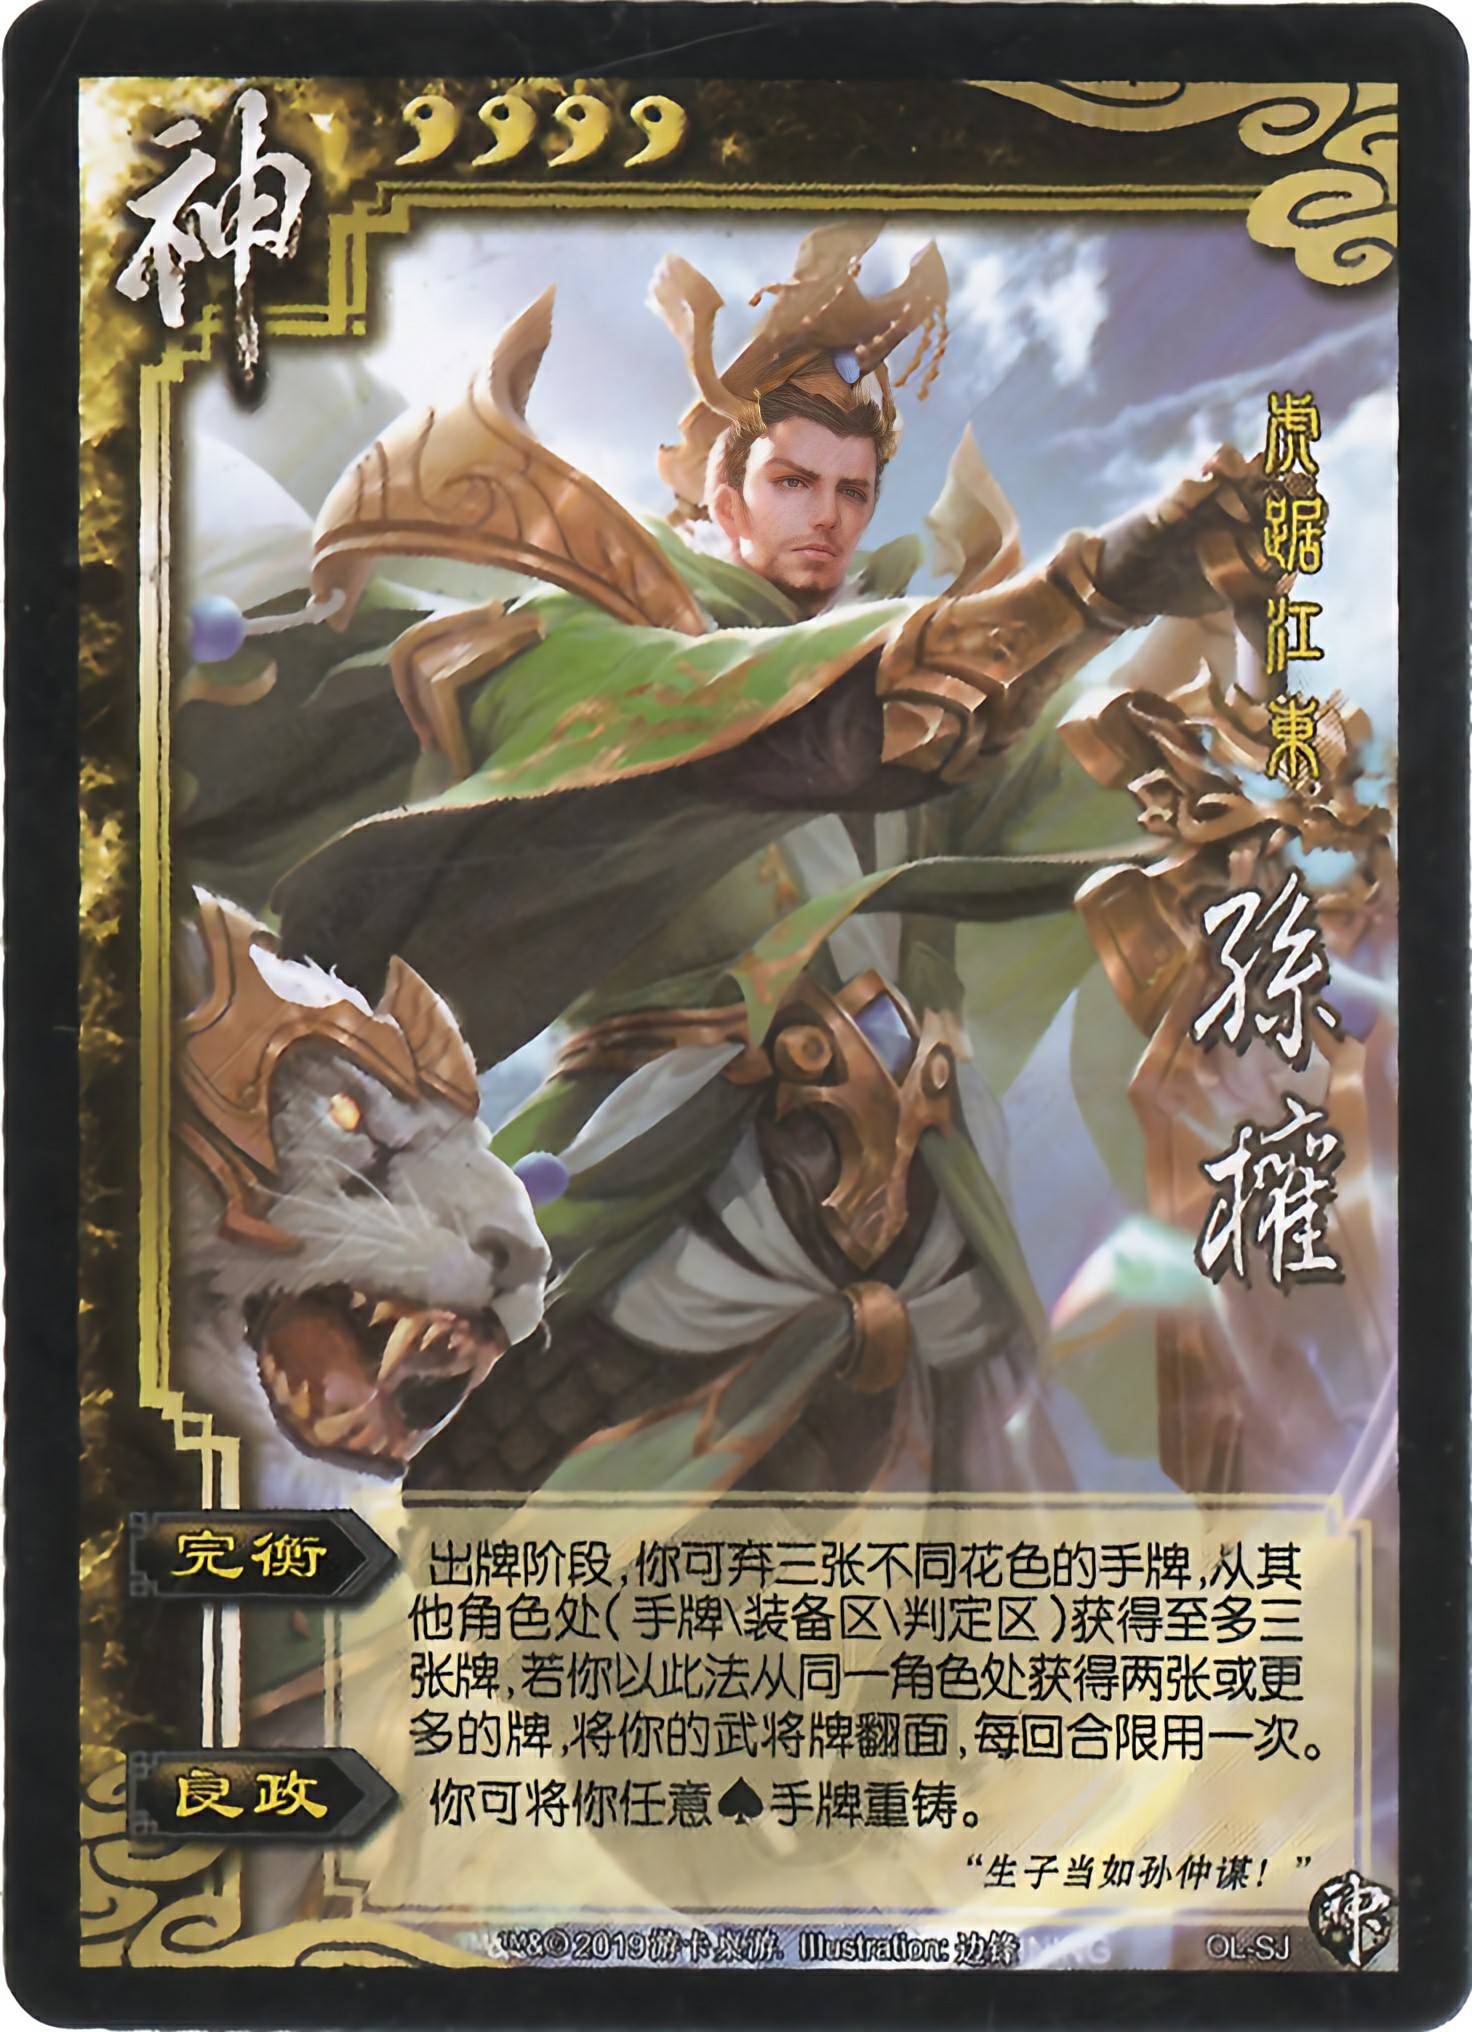 神
虎踞江東
孫權
完衡
出牌阶段,你可弃三张不同花色的手牌,从其
他角色处(手牌\装备区\判定区)获得至多三
张牌,若你以此法从同一角色处获得两张或更
多的牌,将你的武将牌翻面,每回合限用一次。
良政
你可将你任意♠手牌重铸。
“生子当如孙仲谋!”
™&©2019游卡桌游. Illustration:边锋
OL-SJ
神